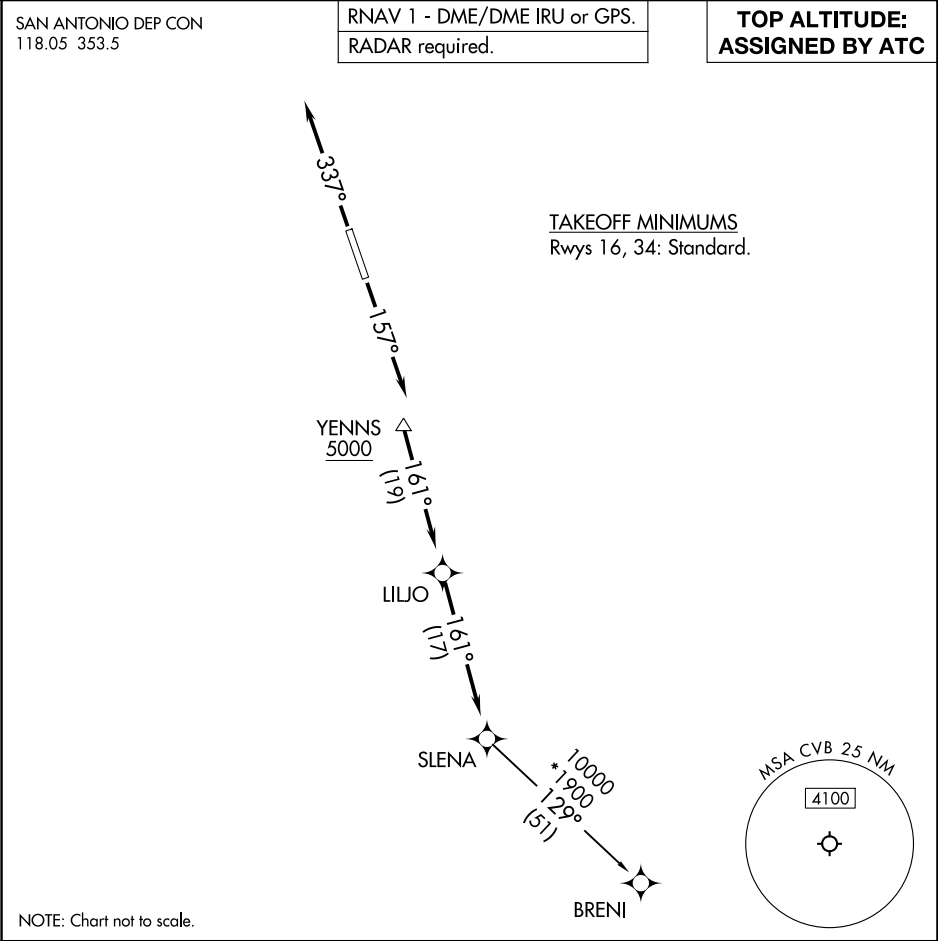 SAN ANTONIO DEP CON
118.05 353.5
RNAV 1 - DME/DME IRU or GPS.
RADAR required.
TOP ALTITUDE:
ASSIGNED BY ATC
337°
TAKEOFF MINIMUMS
Rwys 16, 34: Standard.
157°
YENNS
5000
161°
(19)
LILJO
161°
(17)
SLENA
10000
*1900
129°
(51)
BRENI
MSA CVB 25 NM
4100
NOTE: Chart not to scale.